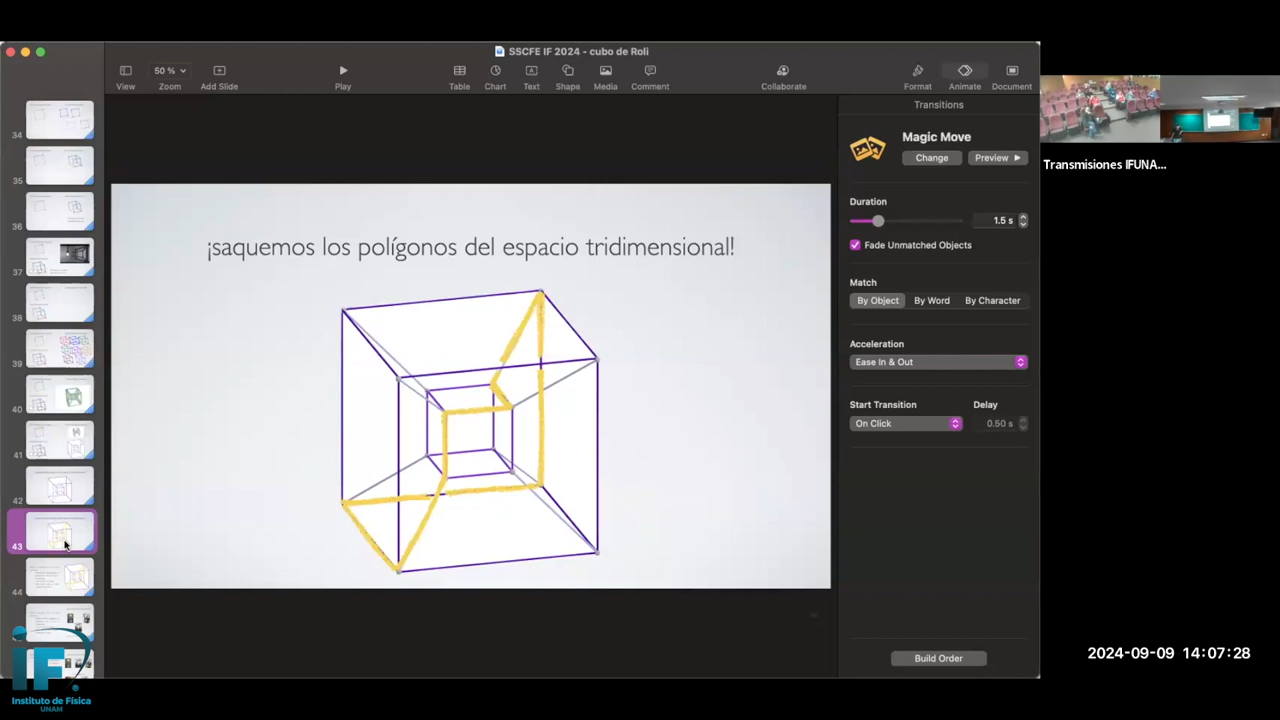 SSCFE IF 2024 - cubo de Roli
50 %
View
Zoom
Add Slide
Play
Table
Chart
Text
Shape
Media
Comment
Collaborate
Format
Animate
Document
34
35
36
37
38
39
40
41
42
43
44
¡saquemos los polígonos del espacio tridimensional!
Transitions
Magic Move
Change
Preview
Duration
1.5 s
Fade Unmatched Objects
Match
By Object
By Word
By Character
Acceleration
Ease In & Out
Start Transition
Delay
On Click
0.50 s
Build Order
Transmisiones IFUNA...
2024-09-09 14:07:28
IF
®
Instituto de Física
UNAM